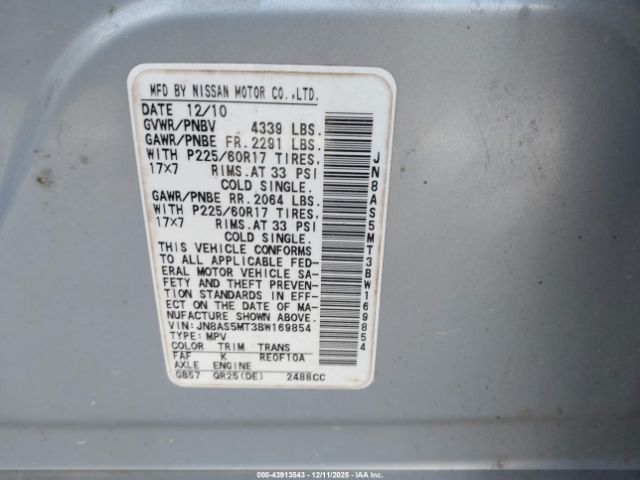 MFD BY NISSAN MOTOR CO.,LTD.
DATE 12/10
GVWR/PNBV 4339 LBS.
GAWR/PNBE FR. 2291 LBS.
WITH P225/60R17 TIRES,
17×7 RIMS.AT 33 PSI
COLD SINGLE.
GAWR/PNBE RR. 2064 LBS.
WITH P225/60R17 TIRES,
17×7 RIMS.AT 33 PSI
COLD SINGLE.
THIS VEHICLE CONFORMS
TO ALL APPLICABLE FED-
ERAL MOTOR VEHICLE SA-
FETY AND THEFT PREVEN-
TION STANDARDS IN EFF-
ECT ON THE DATE OF MA-
NUFACTURE SHOWN ABOVE.
VIN: JN8AS5MT3BW169854
TYPE: MPV
COLOR TRIM TRANS
FAF K RE0F10A
AXLE ENGINE
GB57 QR25(DE) 2488CC
JN8AS5MT3BW169854
000-43913543 - 12/11/2025 - IAA Inc.